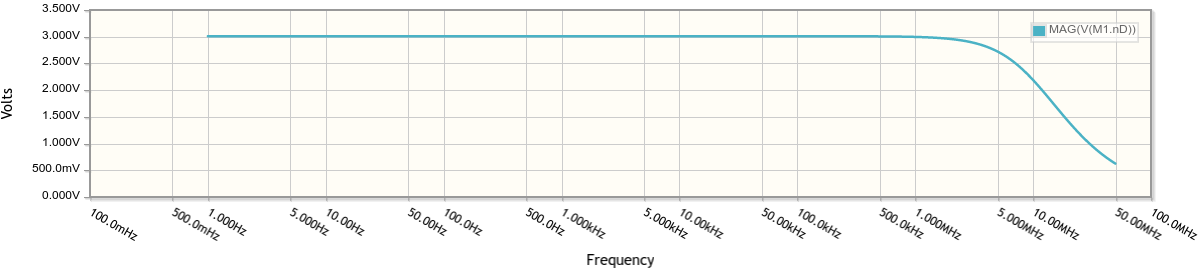 3.500V
3.000V
2.500V
2.000V
1.500V
1.000V
500.0mV
0.000V
Volts
MAG(V(M1.nD))
100.0mHz
500.0mHz
1.000Hz
5.000Hz
10.00Hz
50.00Hz
100.0Hz
500.0Hz
1.000kHz
5.000kHz
10.00kHz
50.00kHz
100.0kHz
500.0kHz
1.000MHz
5.000MHz
10.00MHz
50.00MHz
100.0MHz
Frequency